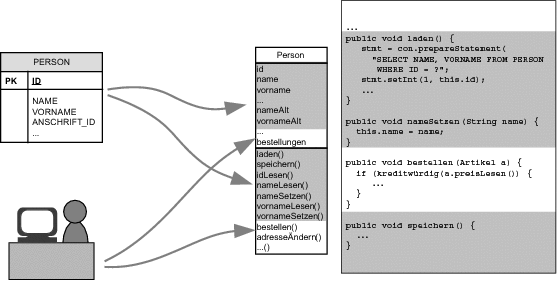 PERSON
PK ID
NAME
VORNAME
ANSCHRIFT_ID
...
Person
id
name
vorname
...
nameAlt
vornameAlt
...
bestellungen
laden()
speichern()
idLesen()
nameLesen()
nameSetzen()
vornameLesen()
vornameSetzen()
bestellen()
adresseÄndern()
...()
...
public void laden() {
stmt = con.prepareStatement(
"SELECT NAME, VORNAME FROM PERSON
WHERE ID = ?";
stmt.setInt(1, this.id);
...
}
public void nameSetzen(String name) {
this.name = name;
}
public void bestellen(Artikel a) {
if (kreditwürdig(a.preisLesen()) {
...
}
}
public void speichern() {
...
}